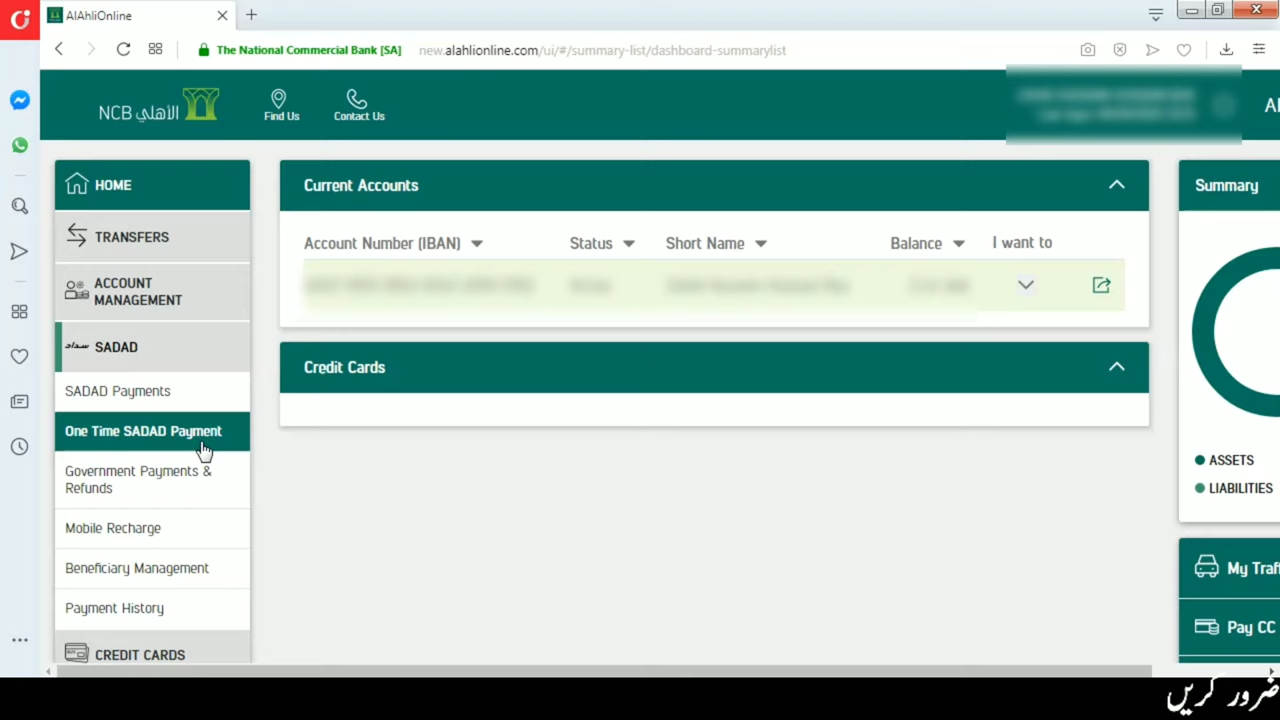 AlAhliOnline
The National Commercial Bank [SA]
new.alahlionline.com/ui/#/summary-list/dashboard-summarylist
NCB الأهلي
Find Us
Contact Us
Al
HOME
TRANSFERS
ACCOUNT
MANAGEMENT
سداد SADAD
SADAD Payments
One Time SADAD Payment
Government Payments &
Refunds
Mobile Recharge
Beneficiary Management
Payment History
CREDIT CARDS
Current Accounts
Account Number (IBAN) Status Short Name Balance I want to
Credit Cards
Summary
ASSETS
LIABILITIES
My Traf
Pay CC
ضرور کریں